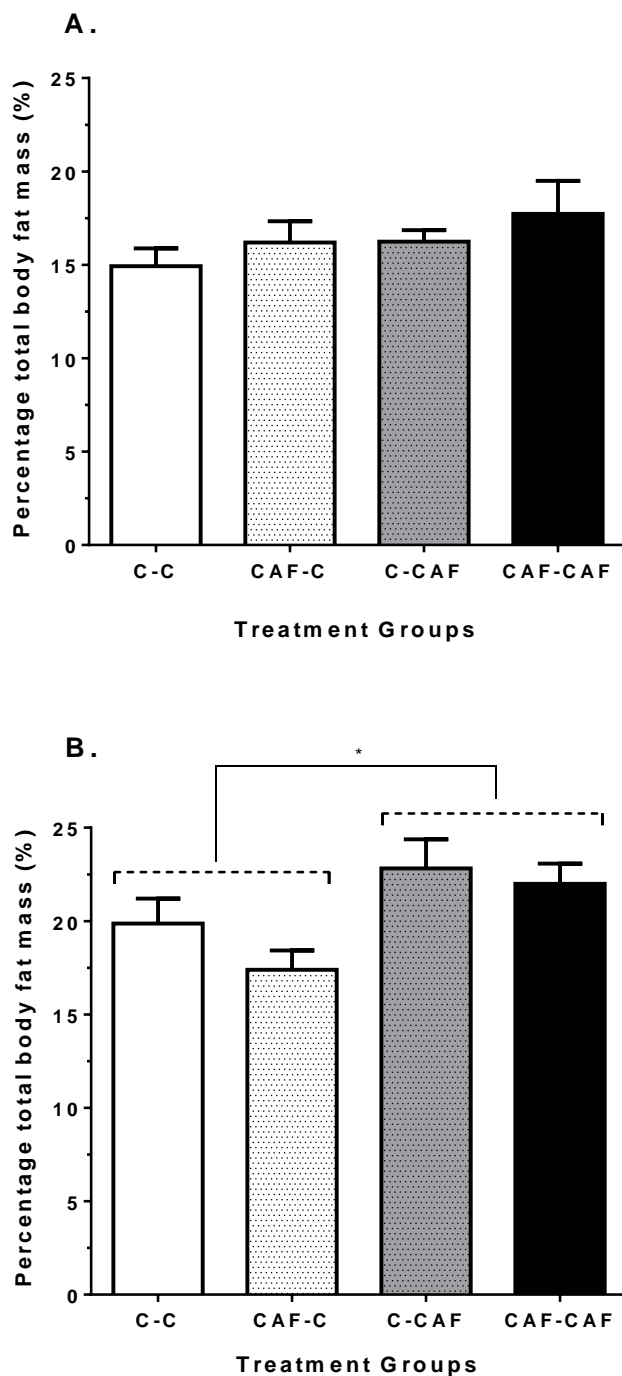 A.
Percentage total body fat mass (%)
25
20
15
10
5
0
C-C CAF-C C-CAF CAF-CAF
Treatment Groups
B.
*
Percentage total body fat mass (%)
25
20
15
10
5
0
C-C CAF-C C-CAF CAF-CAF
Treatment Groups